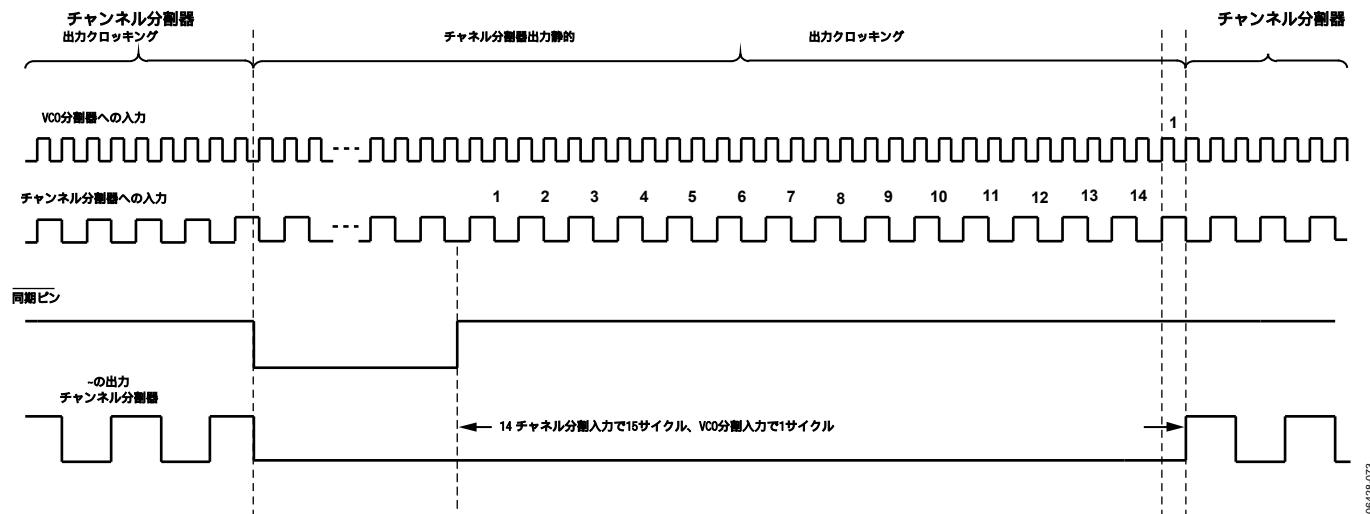 チャンネル分割器
出力クロッキング
チャネル分割器出力静的
出力クロッキング
チャンネル分割器
VCO分割器への入力
1
チャンネル分割器への入力
1 2 3 4 5 6 7 8 9 10 11 12 13 14
同期ピン
~の出力
チャンネル分割器
14 チャネル分割入力で15サイクル、VCO分割入力で1サイクル
06428-073